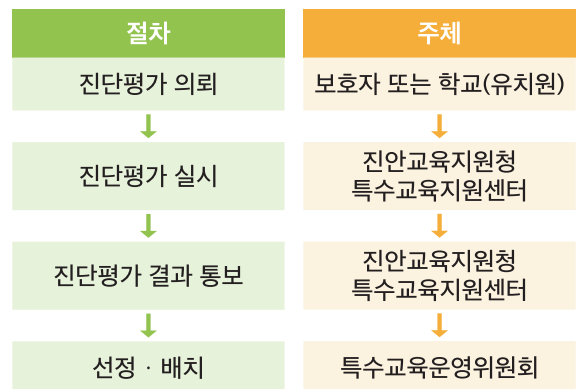 절차
주체
진단평가 의뢰
보호자 또는 학교(유치원)
진단평가 실시
진안교육지원청
특수교육지원센터
진단평가 결과 통보
진안교육지원청
특수교육지원센터
선정 · 배치
특수교육운영위원회